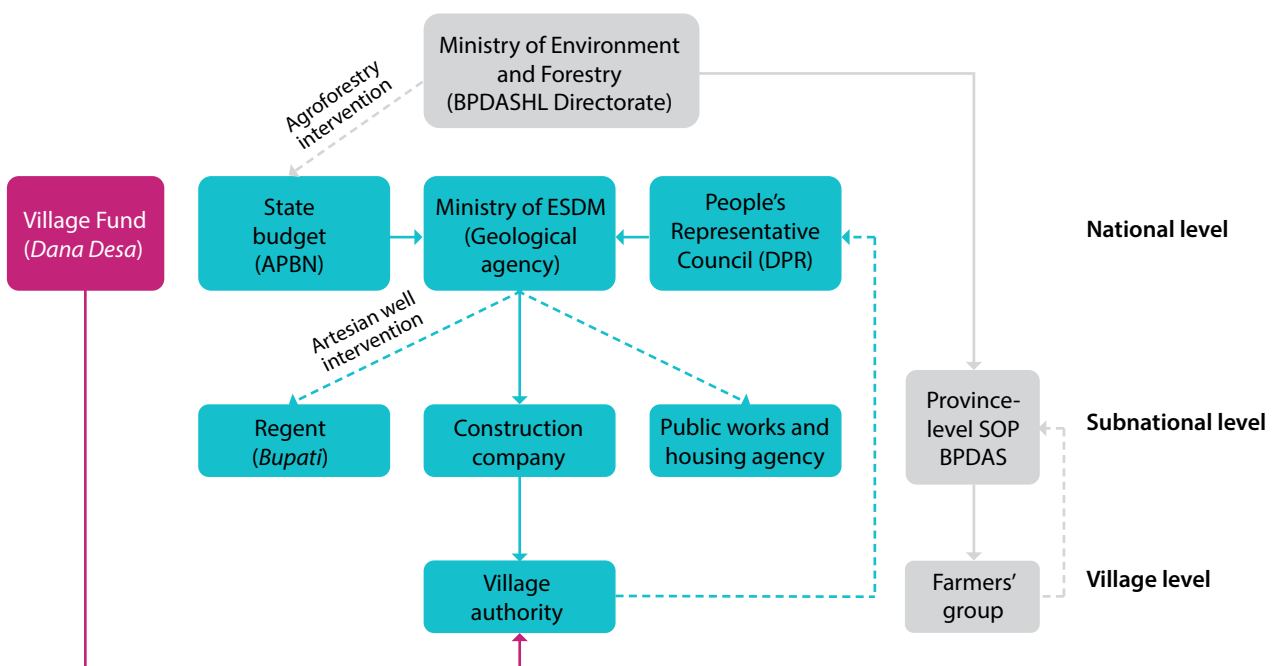 Ministry of Environment
and Forestry
(BPDASHL Directorate)
Agroforestry
intervention
Village Fund
(Dana Desa)
State
budget
(APBN)
Ministry of ESDM
(Geological
agency)
People’s
Representative
Council (DPR)
National level
Artesian well
intervention
Regent
(Bupati)
Construction
company
Public works and
housing agency
Province-
level SOP
BPDAS
Subnational level
Village
authority
Farmers’
group
Village level